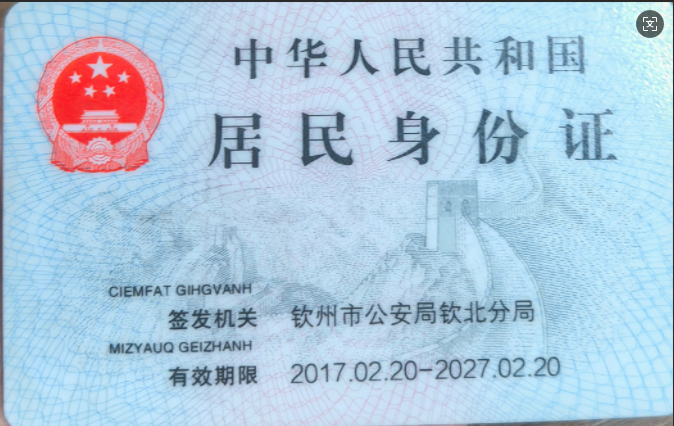 中华人民共和国
居民身份证
CIEMFAT GIHGVANH
签发机关 钦州市公安局钦北分局
MIZYAUQ GEIZHANH
有效期限 2017.02.20-2027.02.20